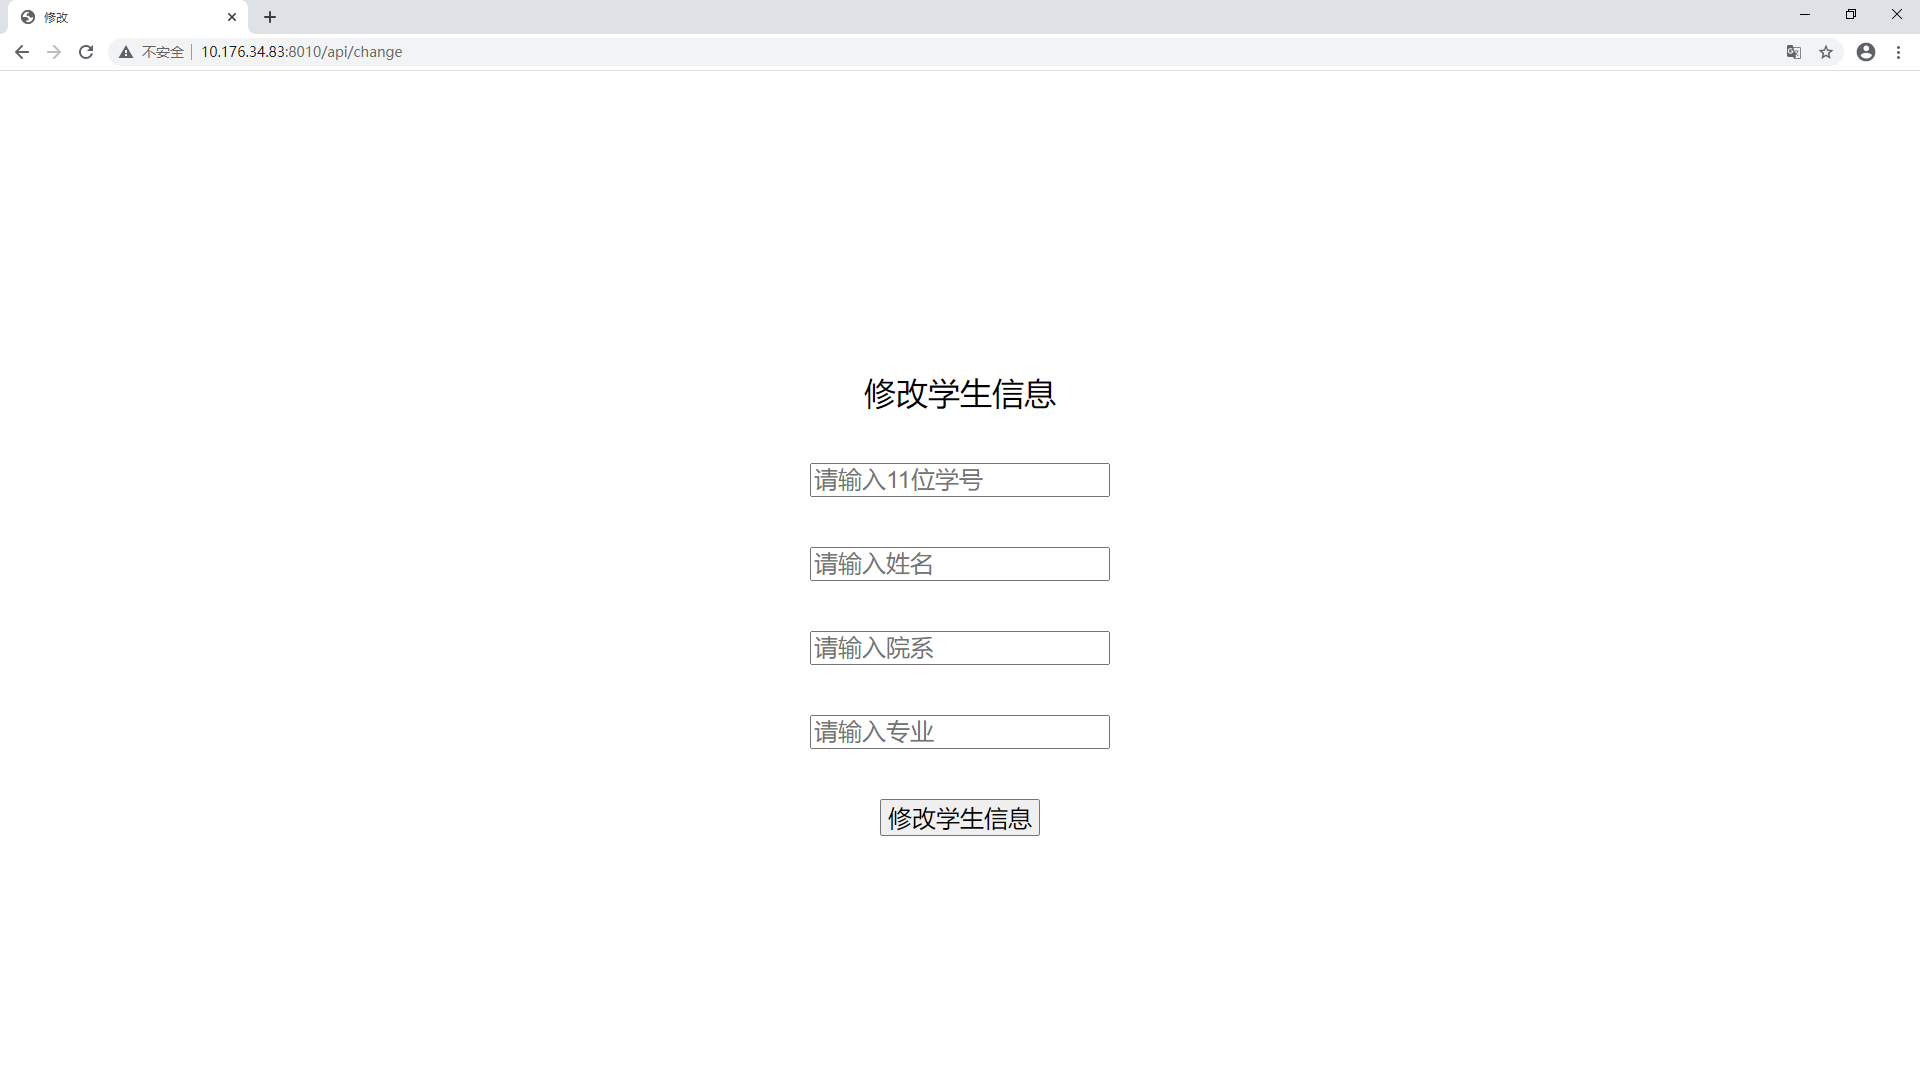 修改
不安全 10.176.34.83:8010/api/change
修改学生信息
请输入11位学号
请输入姓名
请输入院系
请输入专业
修改学生信息